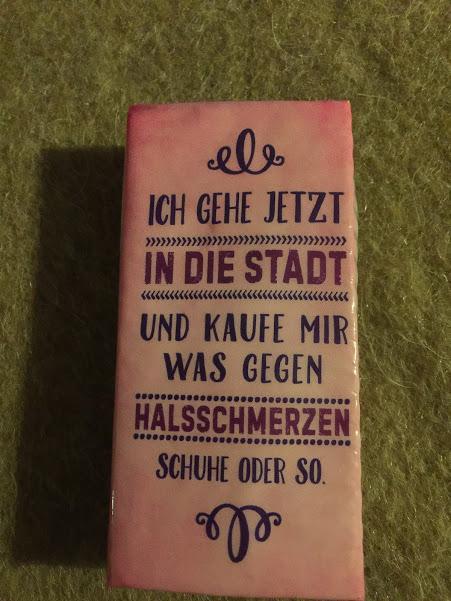 ICH GEHE JETZT
IN DIE STADT
UND KAUFE MIR
WAS GEGEN
HALSSCHMERZEN
SCHUHE ODER SO.